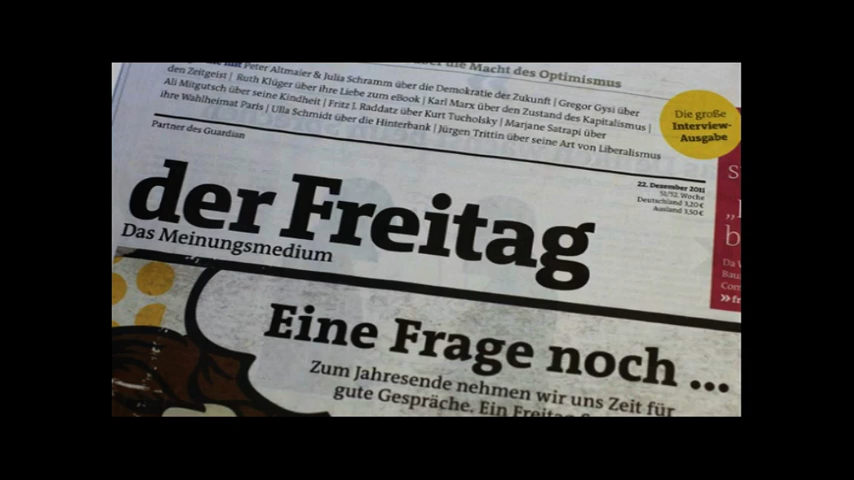 mit Peter Altmaier & Julia Schramm über die Demokratie der Zukunft | Gregor Gysi über
die Macht des Optimismus
den Zeitgeist | Ruth Klüger über ihre Liebe zum eBook | Karl Marx über den Zustand des Kapitalismus |
Ali Mitgutsch über seine Kindheit | Fritz J. Raddatz über Kurt Tucholsky | Marjane Satrapi über
ihre Wahlheimat Paris | Ulla Schmidt über die Hinterbank | Jürgen Trittin über seine Art von Liberalismus
Die große
Interview-
Ausgabe
Partner des Guardian
22. Dezember 2011
51/52. Woche
Deutschland 3,20 €
Ausland 3,50 €
der Freitag
Das Meinungsmedium
Eine Frage noch ...
Zum Jahresende nehmen wir uns Zeit für
gute Gespräche. Ein Freitag